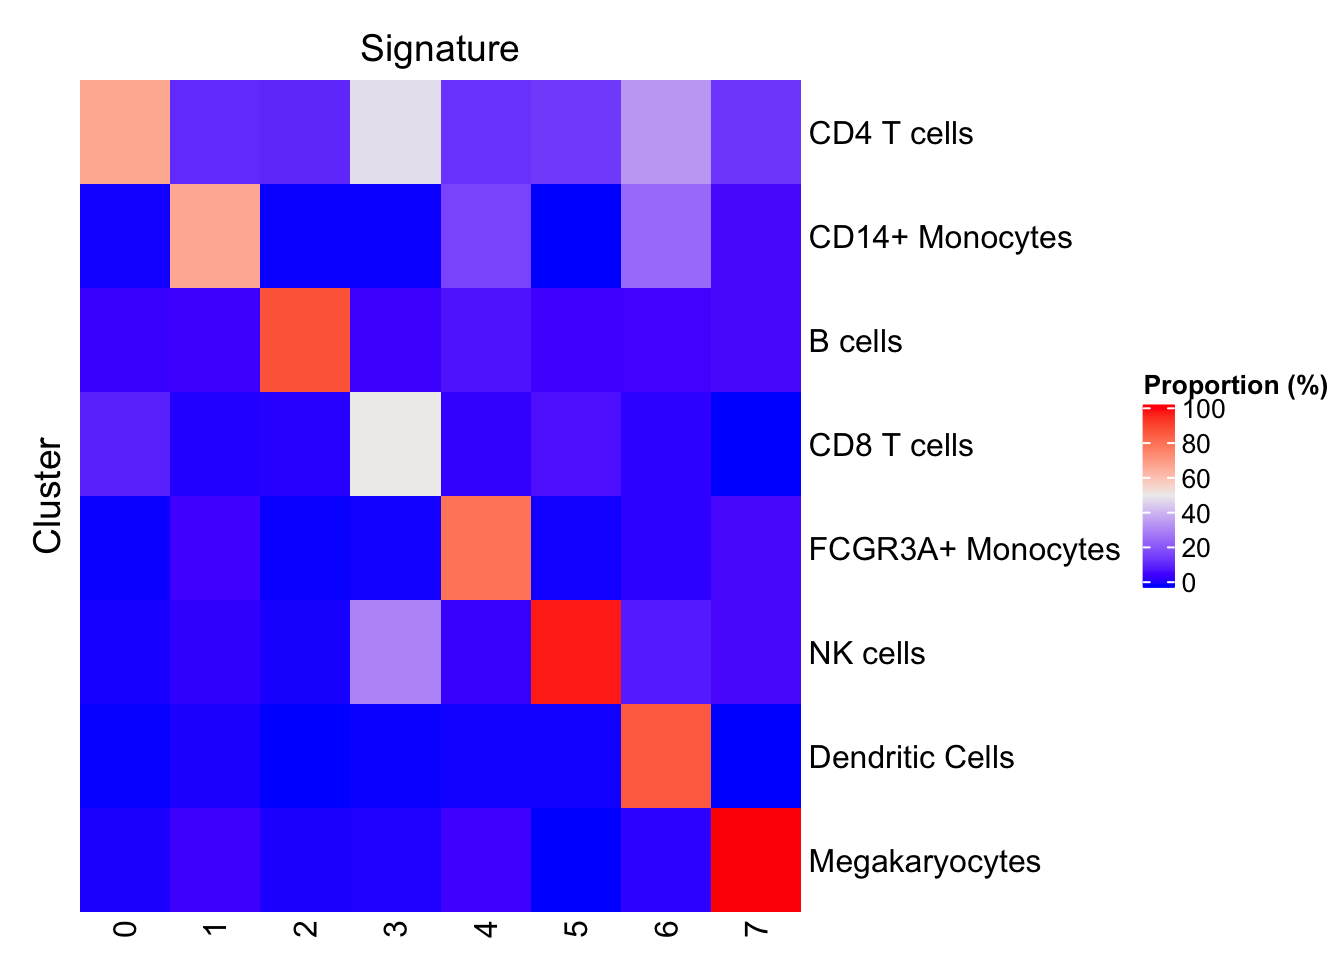 Signature
CD4 T cells
CD14+ Monocytes
B cells
CD8 T cells
FCGR3A+ Monocytes
NK cells
Dendritic Cells
Megakaryocytes
Cluster
0 1 2 3 4 5 6 7
Proportion (%)
100
80
60
40
20
0